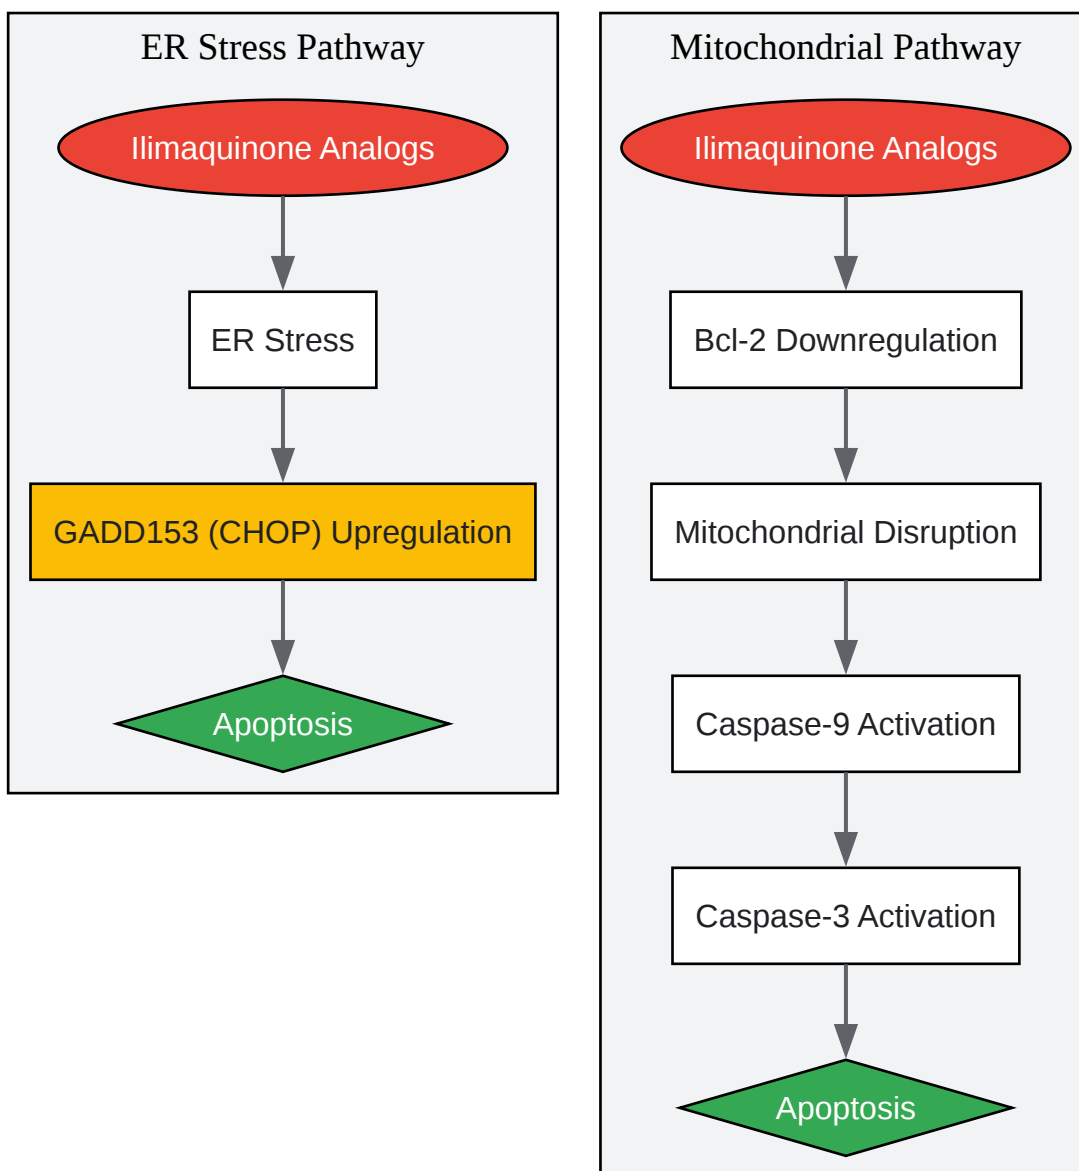 ER Stress Pathway
Ilimaquinone Analogs
ER Stress
GADD153 (CHOP) Upregulation
Apoptosis
Mitochondrial Pathway
Ilimaquinone Analogs
Bcl-2 Downregulation
Mitochondrial Disruption
Caspase-9 Activation
Caspase-3 Activation
Apoptosis